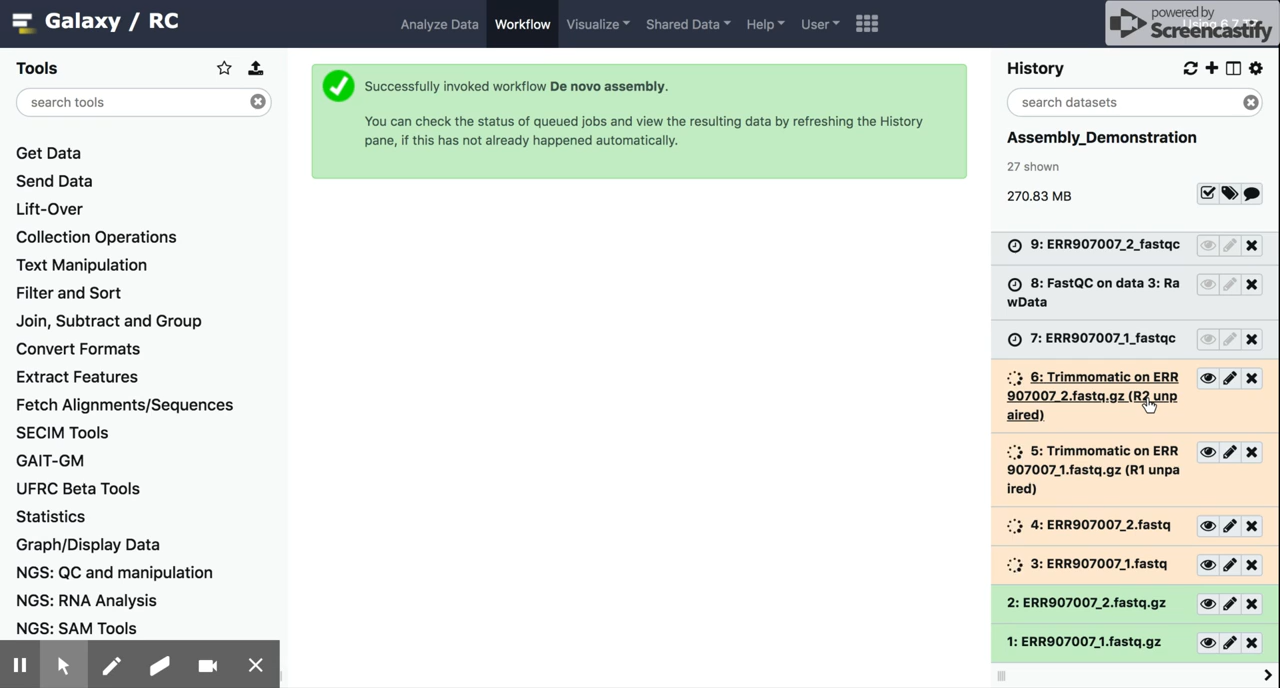 Galaxy / RC
Analyze Data Workflow Visualize Shared Data Help User
powered by
Screencastify
Tools
search tools
Get Data
Send Data
Lift-Over
Collection Operations
Text Manipulation
Filter and Sort
Join, Subtract and Group
Convert Formats
Extract Features
Fetch Alignments/Sequences
SECIM Tools
GAIT-GM
UFRC Beta Tools
Statistics
Graph/Display Data
NGS: QC and manipulation
NGS: RNA Analysis
NGS: SAM Tools
Successfully invoked workflow De novo assembly.
You can check the status of queued jobs and view the resulting data by refreshing the History
pane, if this has not already happened automatically.
History
search datasets
Assembly_Demonstration
27 shown
270.83 MB
9: ERR907007_2_fastqc
8: FastQC on data 3: Ra
wData
7: ERR907007_1_fastqc
6: Trimmomatic on ERR
907007_2.fastq.gz (R2 unp
aired)
5: Trimmomatic on ERR
907007_1.fastq.gz (R1 unpa
ired)
4: ERR907007_2.fastq
3: ERR907007_1.fastq
2: ERR907007_2.fastq.gz
1: ERR907007_1.fastq.gz